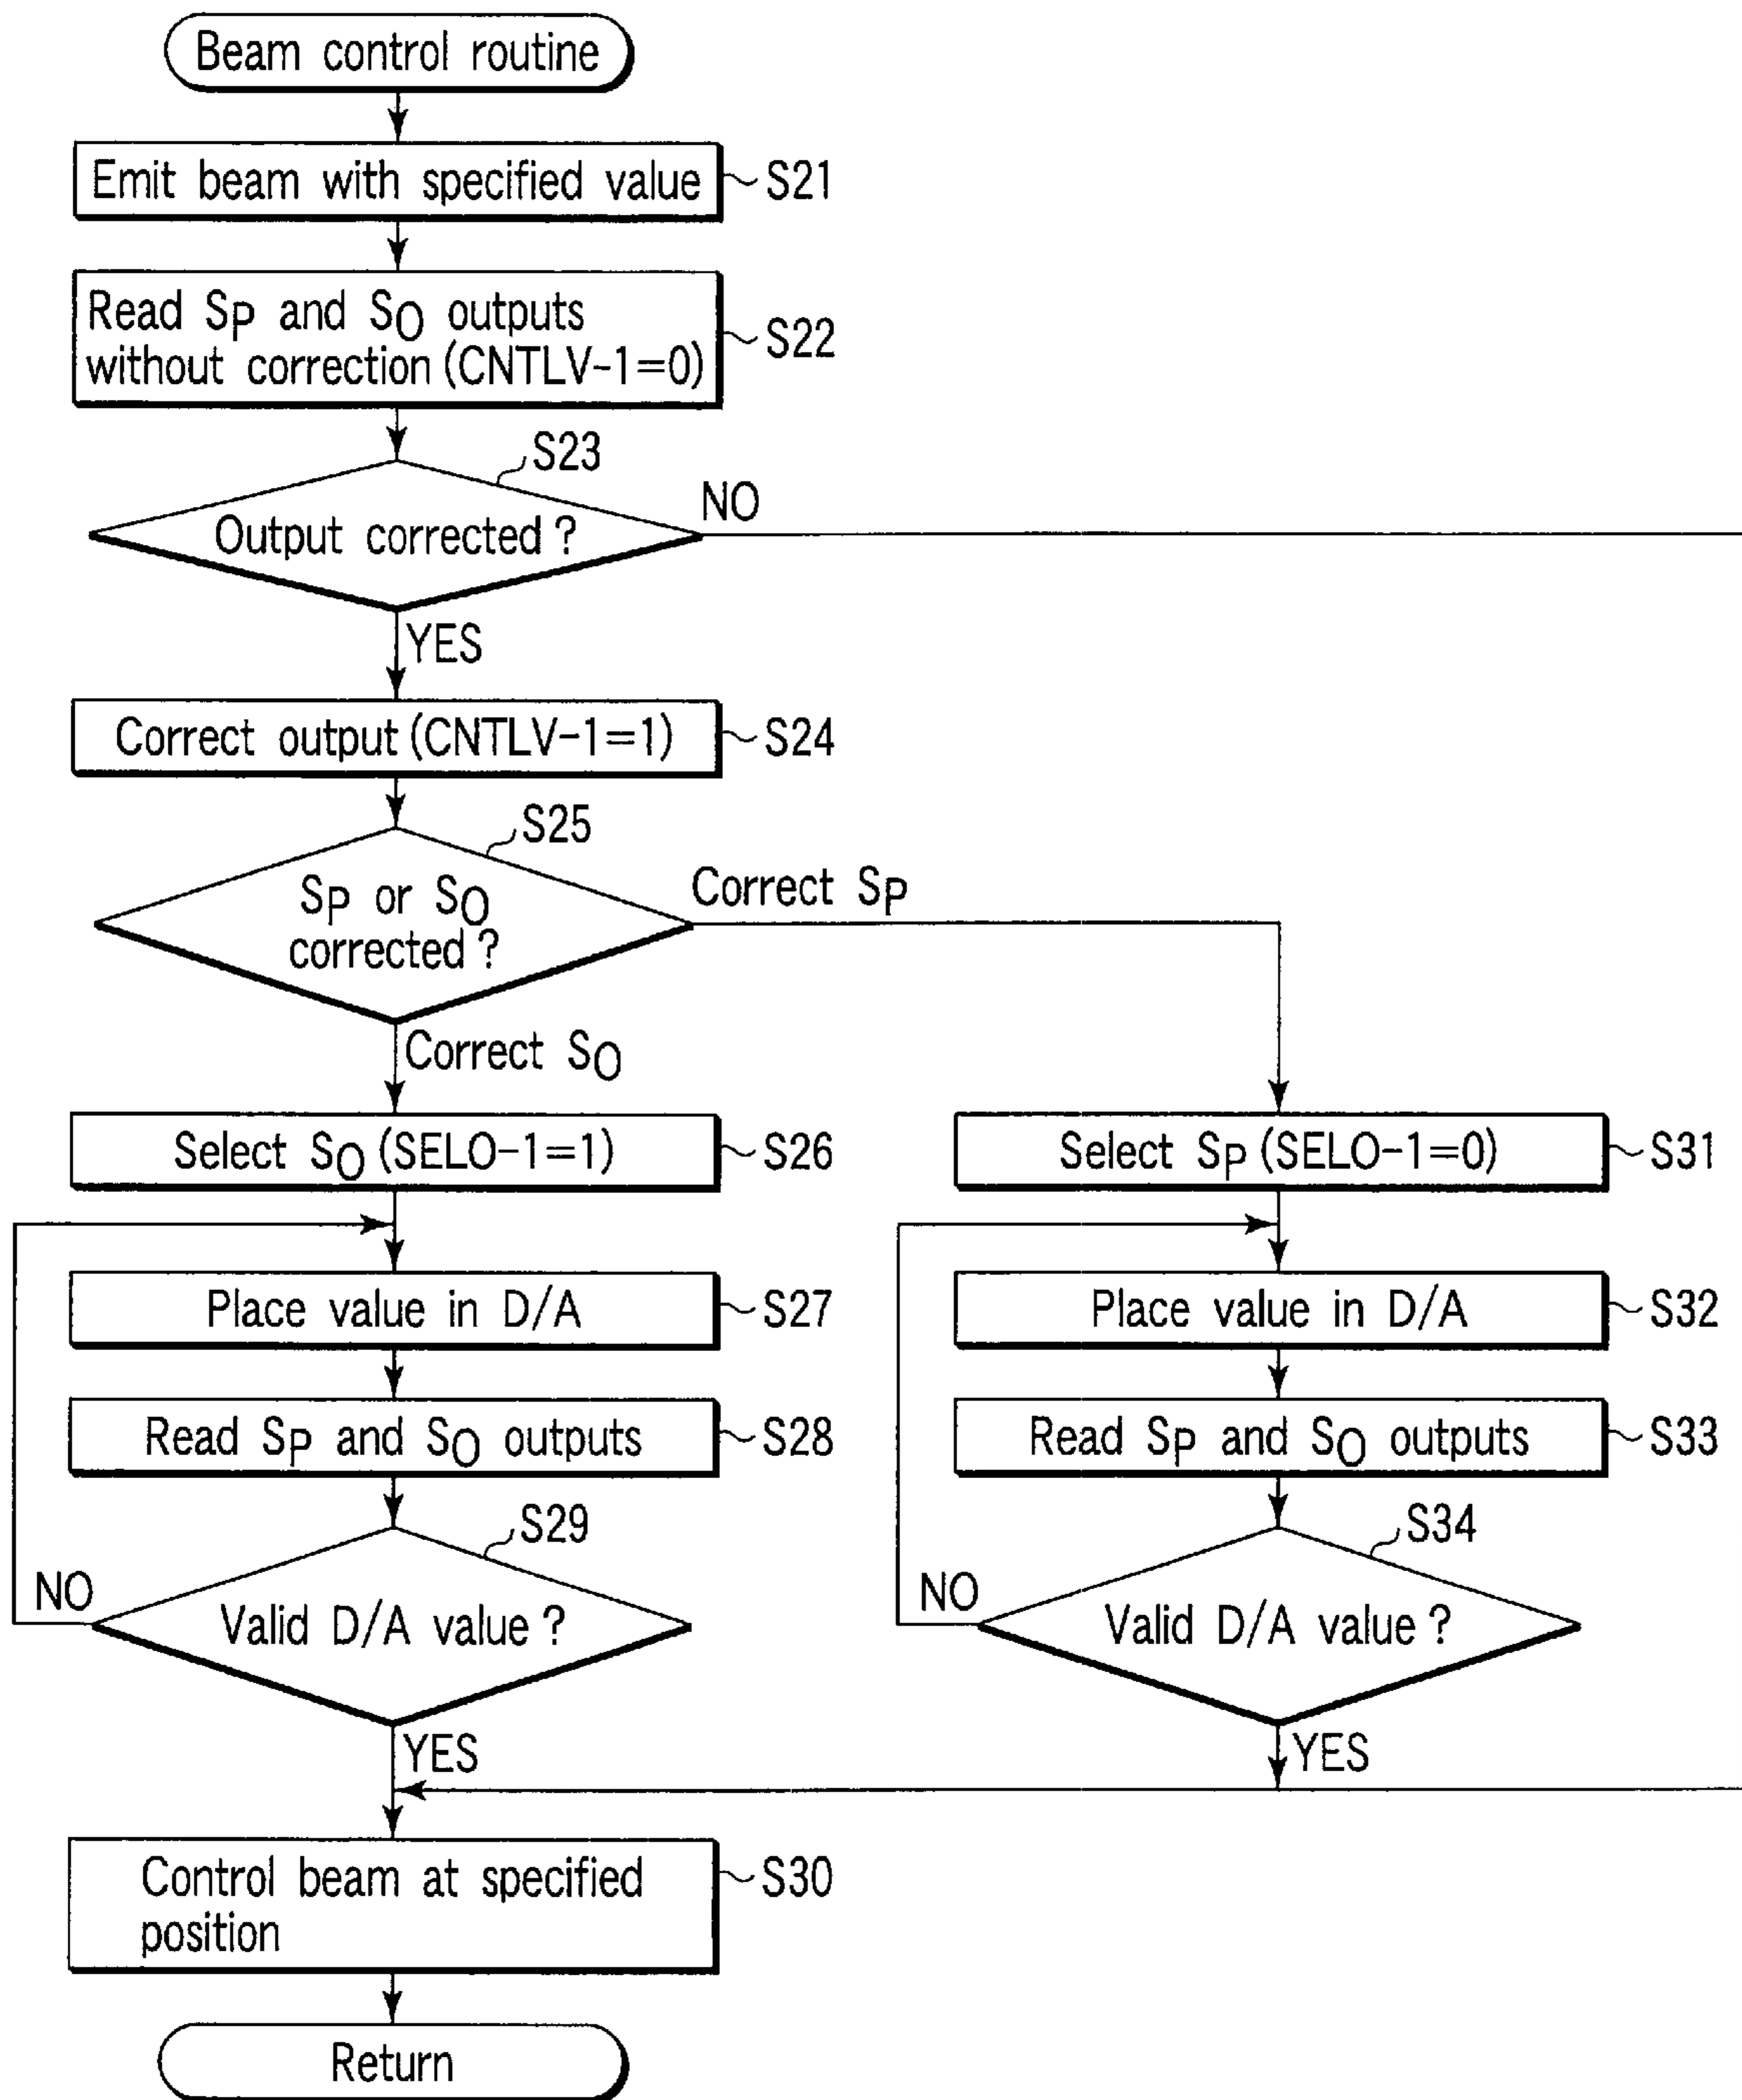 Beam control routine
Emit beam with specified value
S21
Read SP and SO outputs
without correction (CNTLV-1=0)
S22
S23
Output corrected?
NO
YES
Correct output (CNTLV-1=1)
S24
S25
SP or SO
corrected?
Correct SP
Correct SO
Select SO (SELO-1=1)
S26
Select SP (SELO-1=0)
S31
Place value in D/A
S27
Place value in D/A
S32
Read SP and SO outputs
S28
Read SP and SO outputs
S33
S29
S34
NO
Valid D/A value?
NO
Valid D/A value?
YES
YES
Control beam at specified
position
S30
Return